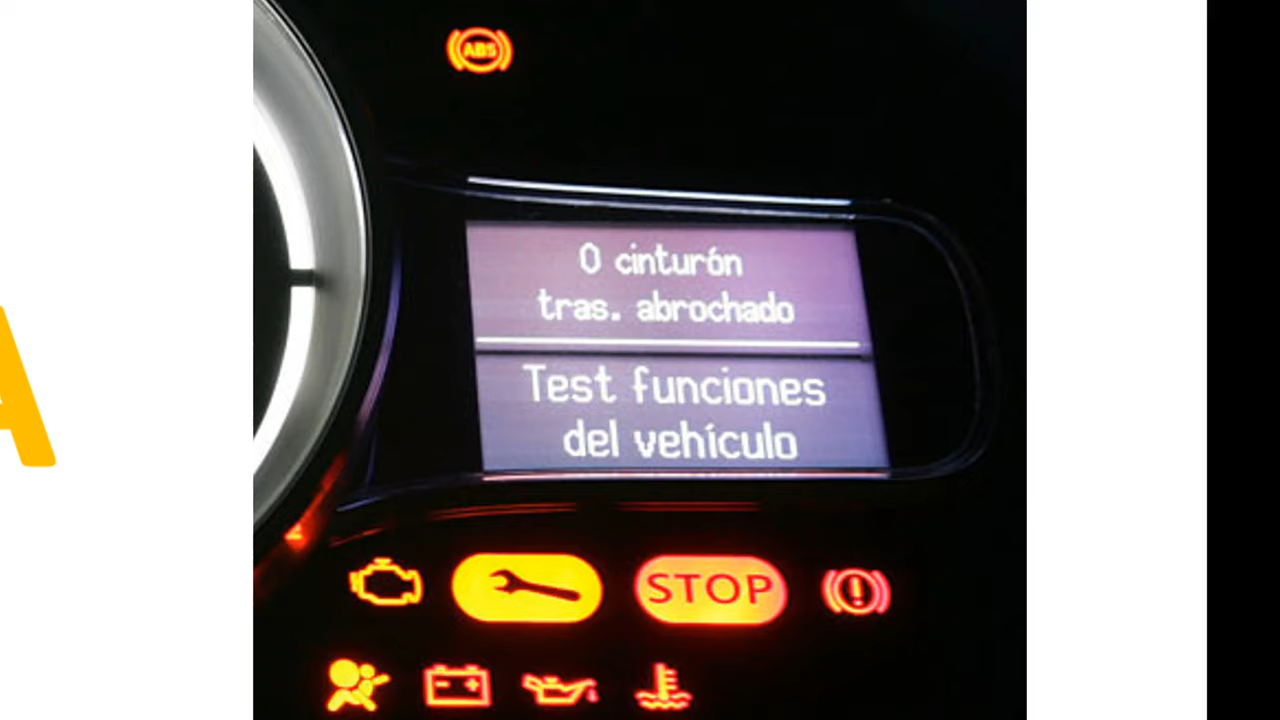 A
ABS
0 cinturón
tras. abrochado
Test funciones
del vehículo
STOP